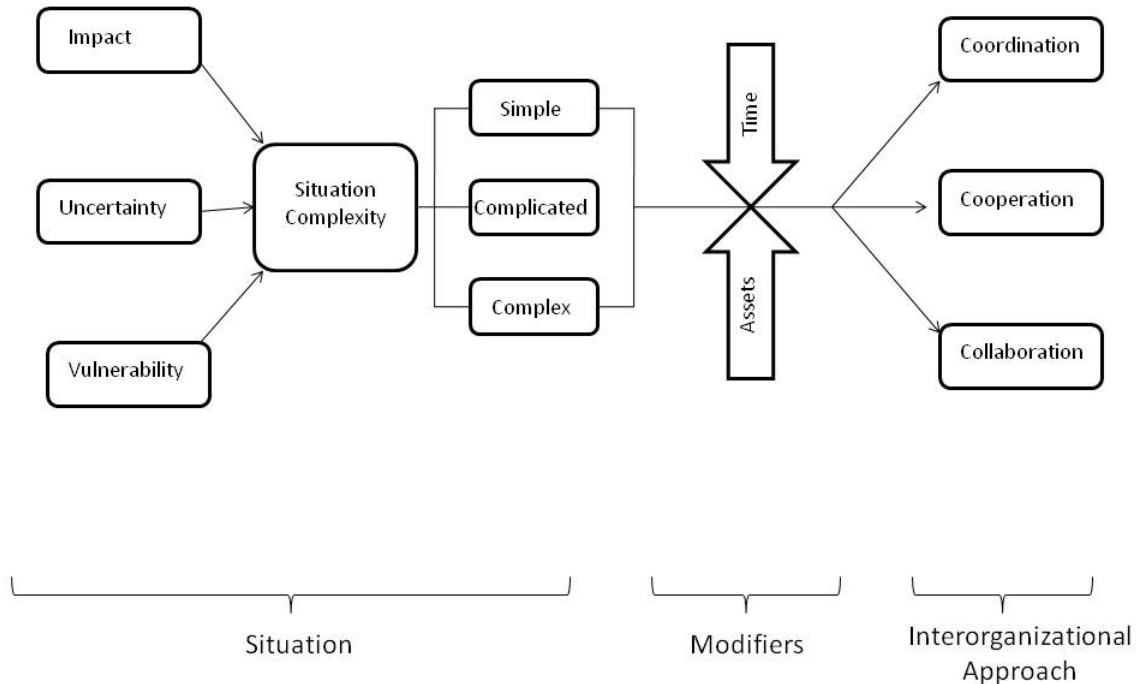 Impact
Uncertainty
Vulnerability
Situation
Complexity
Simple
Complicated
Complex
Time
Assets
Coordination
Cooperation
Collaboration
Situation
Modifiers
Interorganizational
Approach